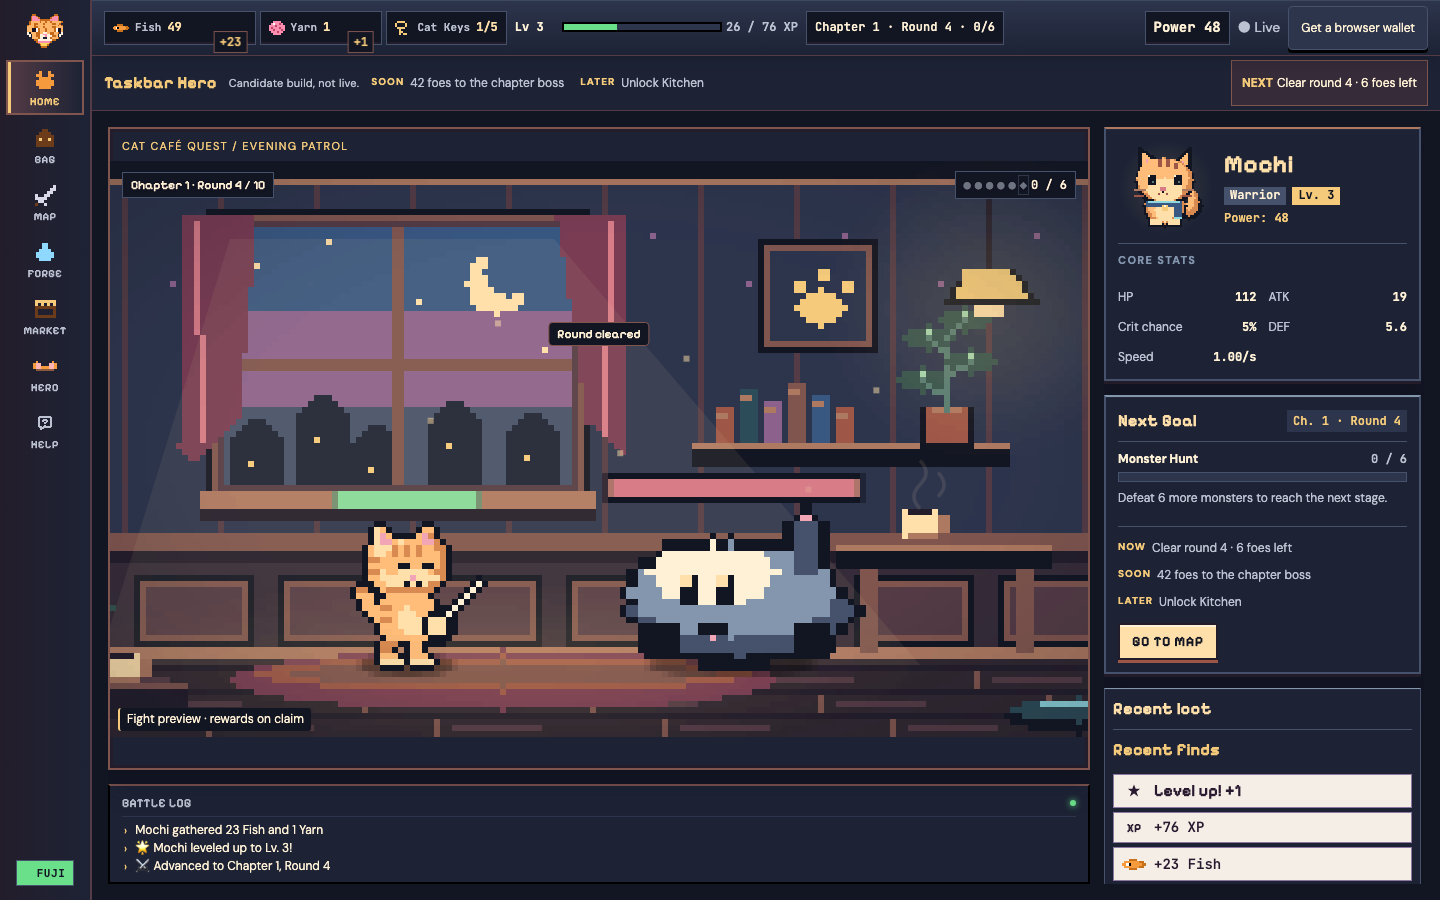 Fish 49
+23
Yarn 1
+1
Cat Keys 1/5
Lv 3
26 / 76 XP
Chapter 1 · Round 4 · 0/6
Power 48
Live
Get a browser wallet
Taskbar Hero
Candidate build, not live.
SOON 42 foes to the chapter boss
LATER Unlock Kitchen
NEXT Clear round 4 · 6 foes left
HOME
BAG
MAP
FORGE
MARKET
HERO
HELP
FUJI
CAT CAFÉ QUEST / EVENING PATROL
Chapter 1 · Round 4 / 10
0 / 6
Round cleared
Fight preview · rewards on claim
BATTLE LOG
› Mochi gathered 23 Fish and 1 Yarn
› 🌟 Mochi leveled up to Lv. 3!
› ⚔️ Advanced to Chapter 1, Round 4
Mochi
Warrior Lv. 3
Power: 48
CORE STATS
HP 112 ATK 19
Crit chance 5% DEF 5.6
Speed 1.00/s
Next Goal
Ch. 1 · Round 4
Monster Hunt 0 / 6
Defeat 6 more monsters to reach the next stage.
NOW Clear round 4 · 6 foes left
SOON 42 foes to the chapter boss
LATER Unlock Kitchen
GO TO MAP
Recent loot
Recent finds
★ Level up! +1
XP +76 XP
+23 Fish